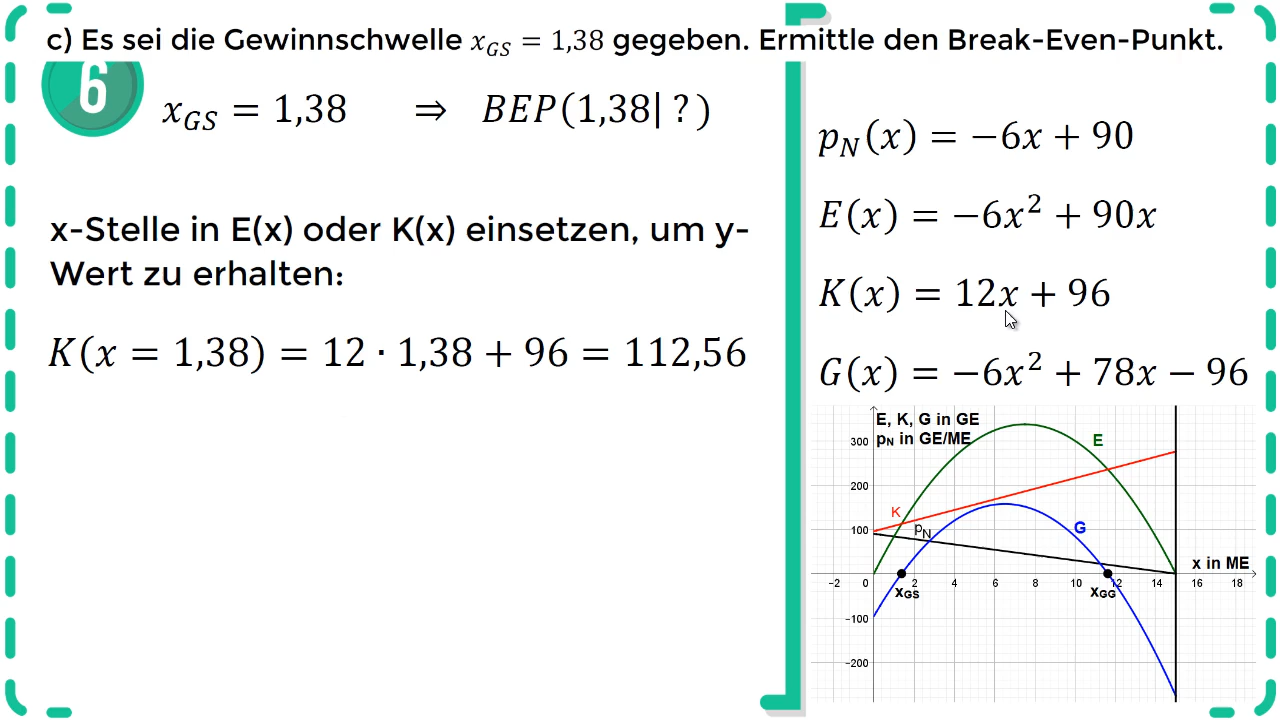 c) Es sei die Gewinnschwelle x_GS = 1,38 gegeben. Ermittle den Break-Even-Punkt.
6
x_GS = 1,38 ⇒ BEP(1,38| ? )
x-Stelle in E(x) oder K(x) einsetzen, um y-
Wert zu erhalten:
K(x = 1,38) = 12 · 1,38 + 96 = 112,56
p_N(x) = −6x + 90
E(x) = −6x² + 90x
K(x) = 12x + 96
G(x) = −6x² + 78x − 96
E, K, G in GE
p_N in GE/ME
300
200
100
−100
−200
E
K
p_N
G
x in ME
−2 0 2 4 6 8 10 12 14 16 18
x_GS x_GG